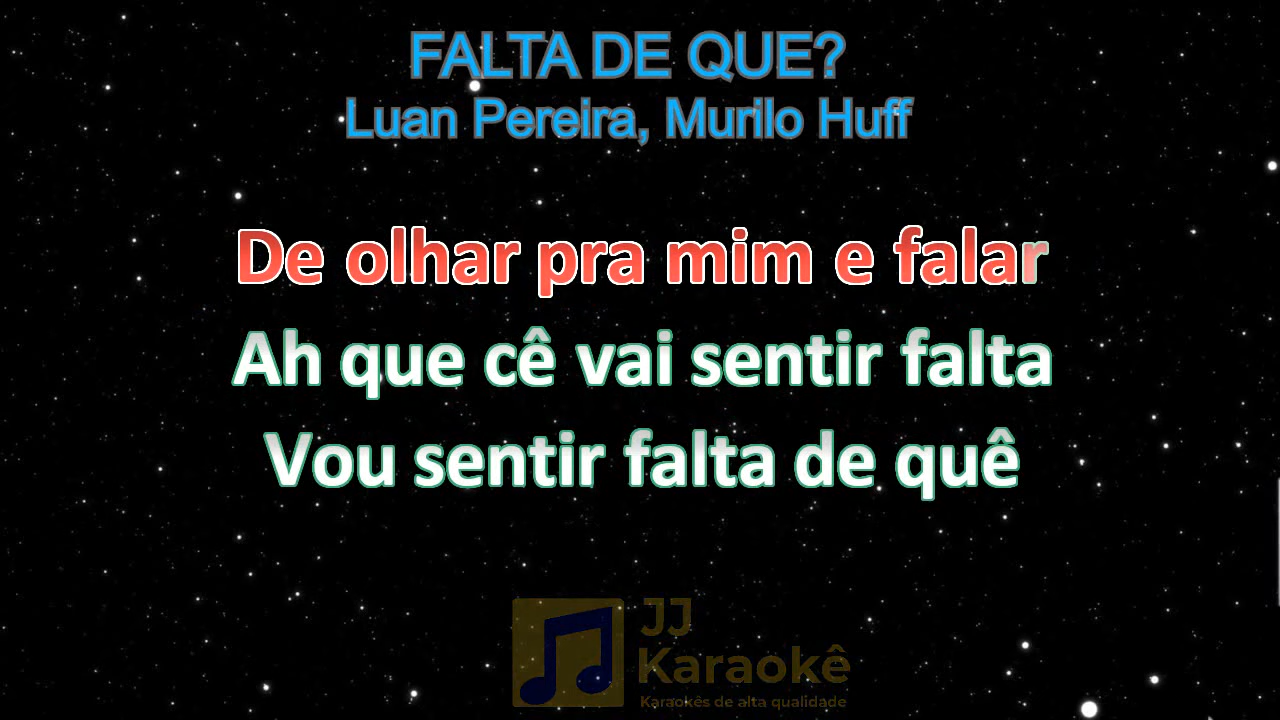 FALTA DE QUE?
Luan Pereira, Murilo Huff
De olhar pra mim e falar
Ah que cê vai sentir falta
Vou sentir falta de quê
JJ
Karaokê
Karaokês de alta qualidade